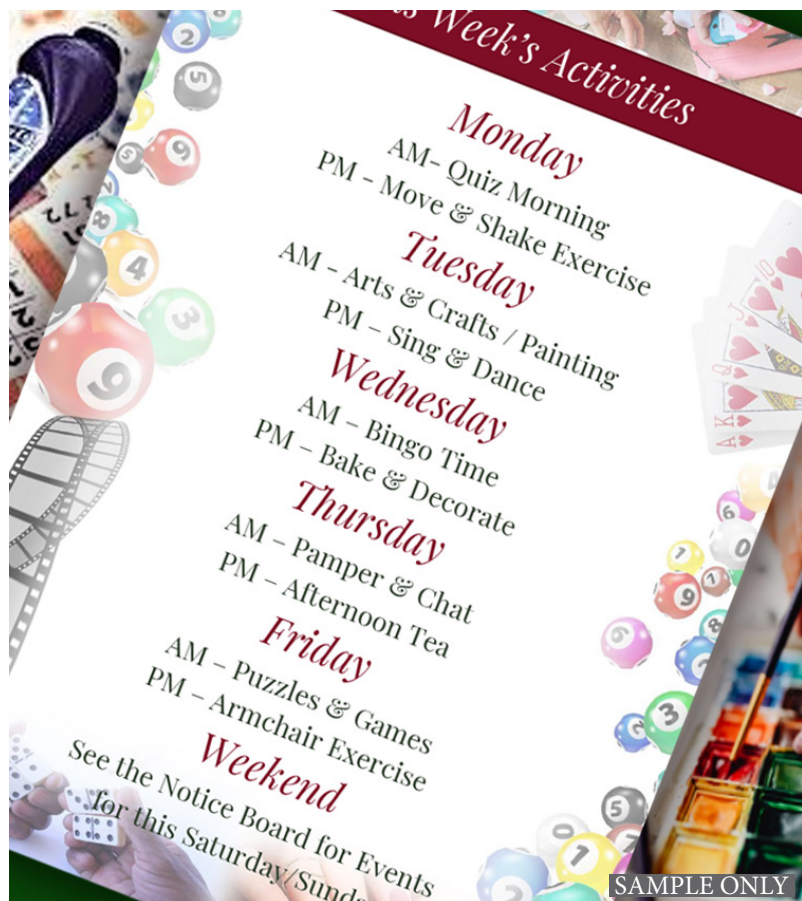 Week's Activities
Monday
AM– Quiz Morning
PM – Move & Shake Exercise
Tuesday
AM – Arts & Crafts / Painting
PM – Sing & Dance
Wednesday
AM – Bingo Time
PM – Bake & Decorate
Thursday
AM – Pamper & Chat
PM – Afternoon Tea
Friday
AM – Puzzles & Games
PM – Armchair Exercise
Weekend
See the Notice Board for Events
for this Saturday/
SAMPLE ONLY